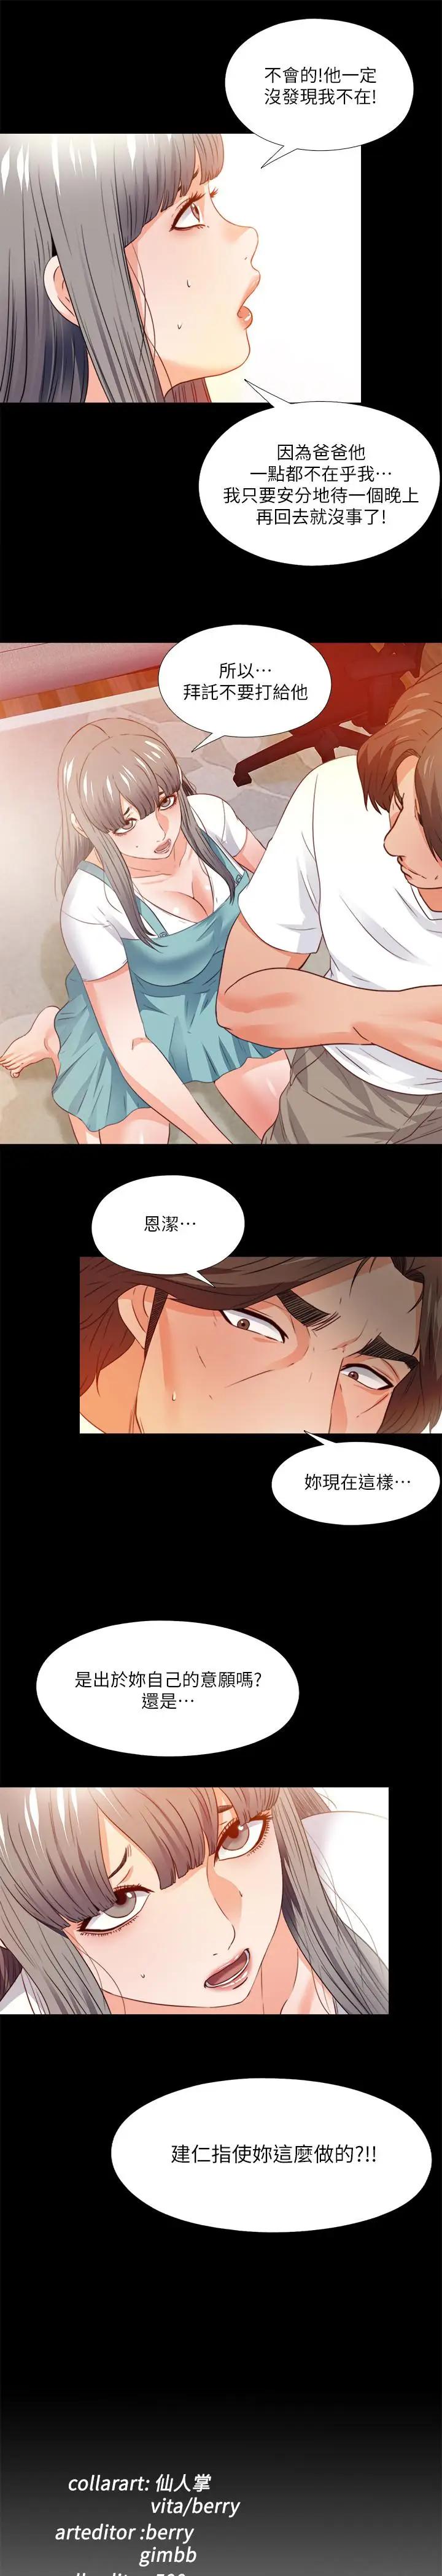 不會的!他一定
沒發現我不在!
因為爸爸他
一點都不在乎我…
我只要安分地待一個晚上
再回去就沒事了!
所以…
拜託不要打給他
恩潔…
妳現在這樣…
是出於妳自己的意願嗎?
還是…
建仁指使妳這麼做的?!!
collarart: 仙人掌
vita/berry
arteditor :berry
gimbb